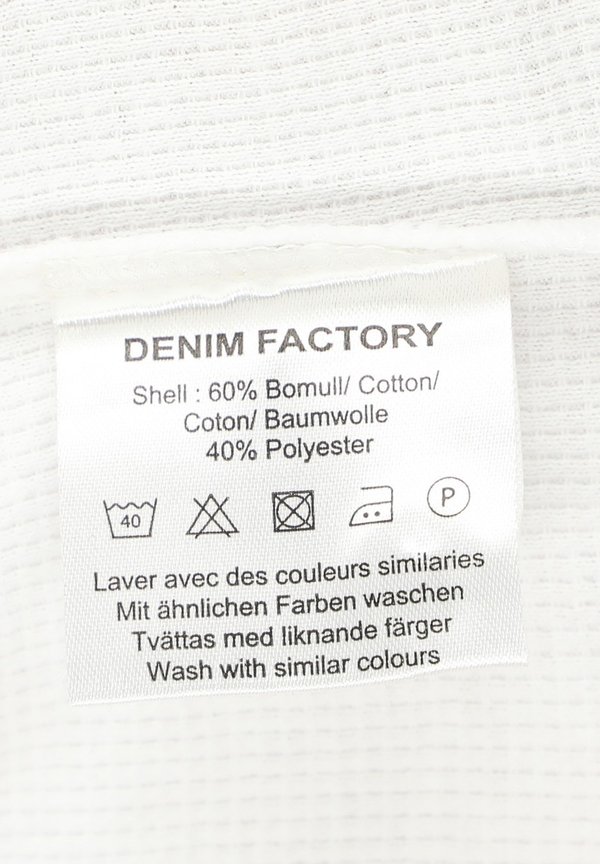 DENIM FACTORY
Shell : 60% Bomull/ Cotton/
Coton/ Baumwolle
40% Polyester
40 P
Laver avec des couleurs similaries
Mit ähnlichen Farben waschen
Tvättas med liknande färger
Wash with similar colours